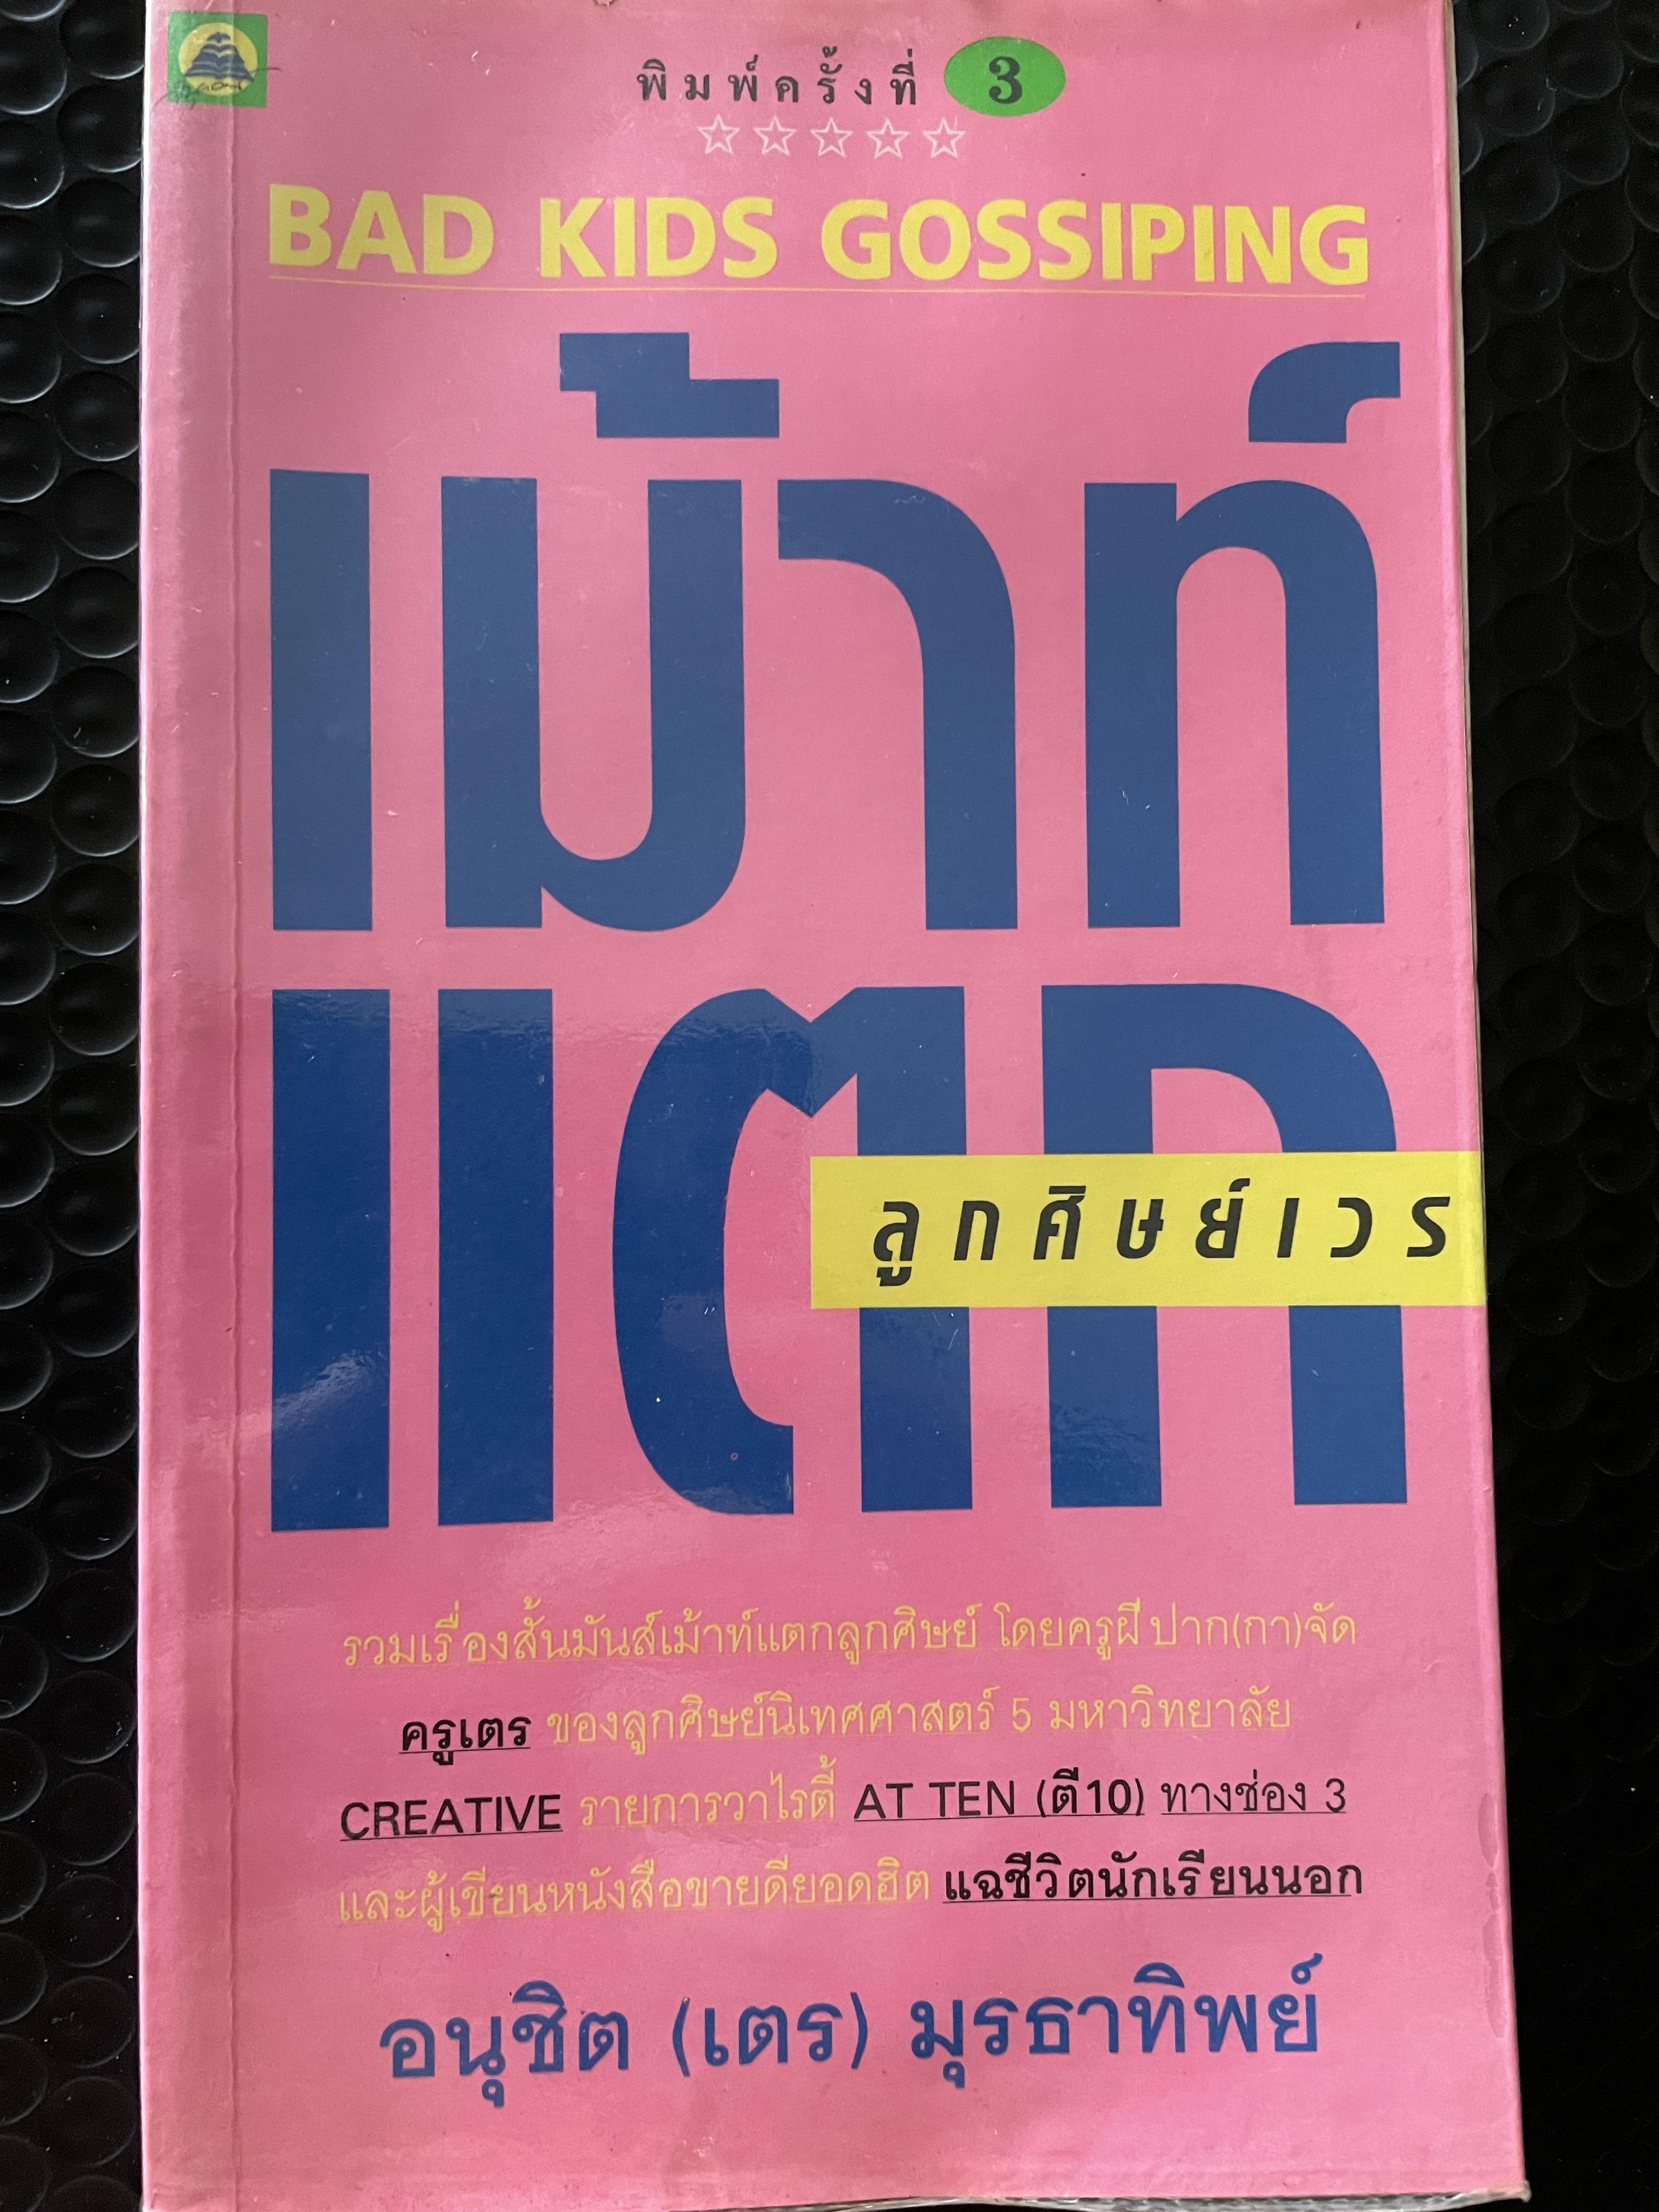 พิมพ์ครั้งที่ 3
BAD KIDS GOSSIPING
เม้าท์
แตก
ลูกศิษย์เวร
รวมเรื่องสั้นมันส์เม้าท์แตกลูกศิษย์ โดยครูผีปาก(กา)จัด
ครูเตร ของลูกศิษย์นิเทศศาสตร์ 5 มหาวิทยาลัย
CREATIVE รายการวาไรตี้ AT TEN (ตี10) ทางช่อง 3
และผู้เขียนหนังสือขายดียอดฮิต แฉชีวิตนักเรียนนอก
อนุชิต (เตร) มุรธาทิพย์